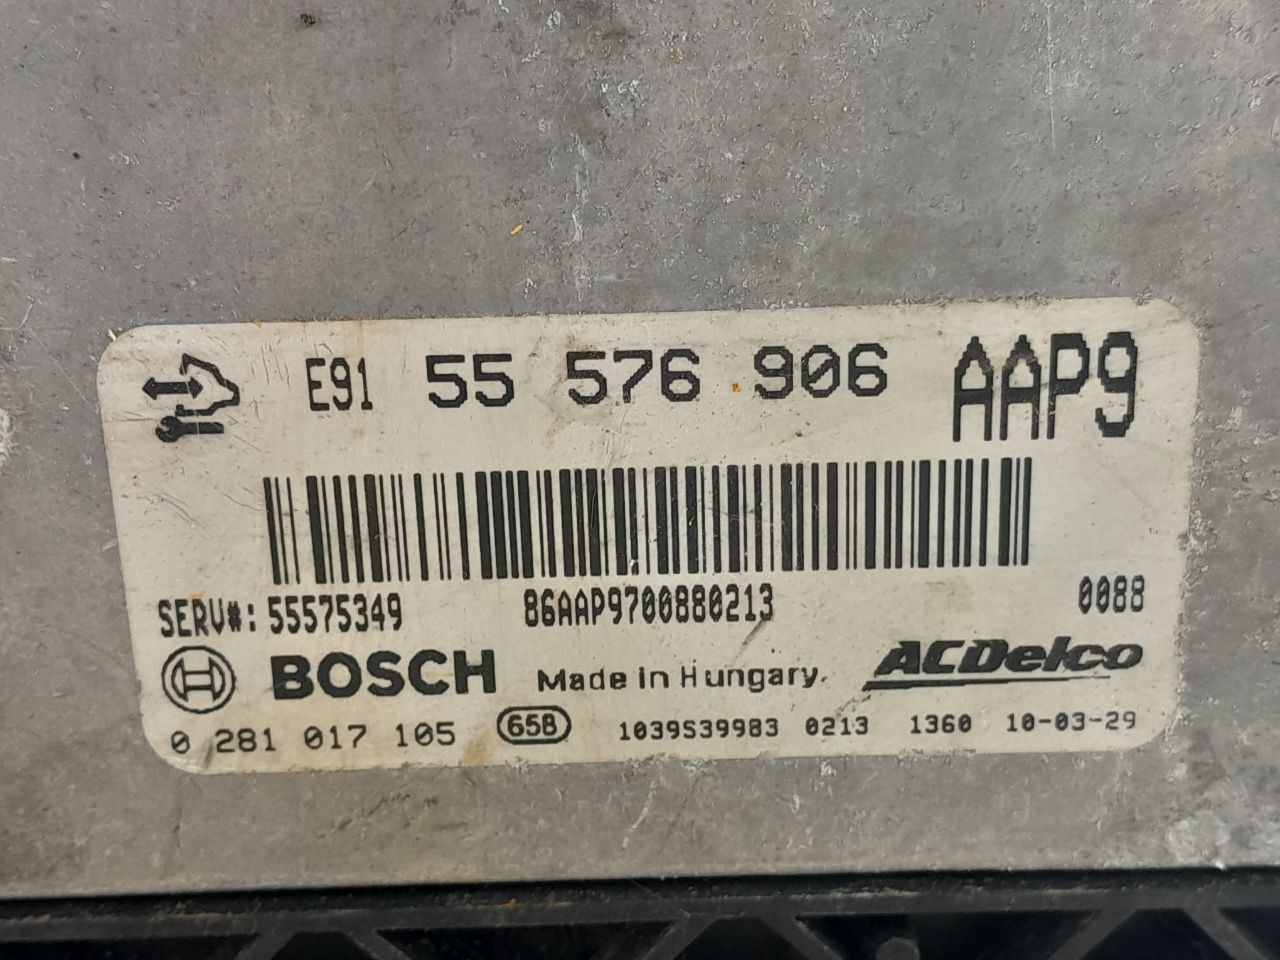 E91 55 576 906 AAP9
SERV#: 55575349 86AAP9700880213 0088
BOSCH Made in Hungary. ACDelco
0 281 017 105 65B 1039S39983 0213 1360 10-03-29